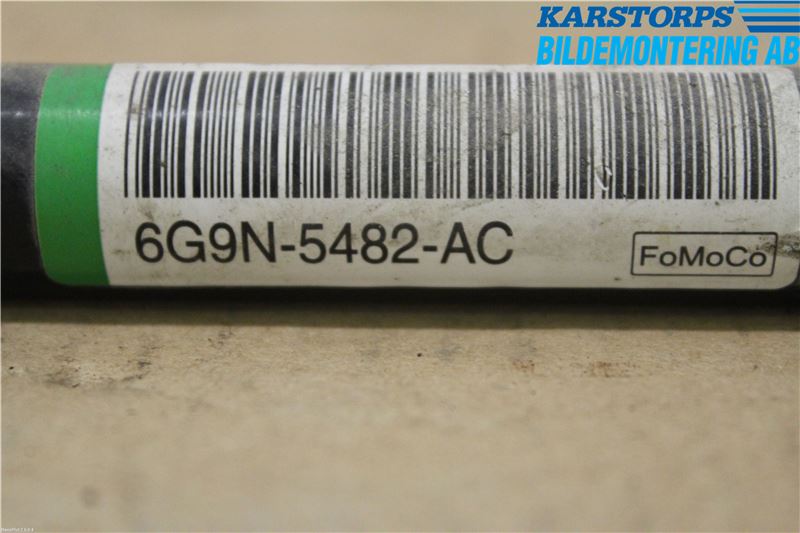 KARSTORPS
BILDEMONTERING AB
6G9N-5482-AC
FoMoCo